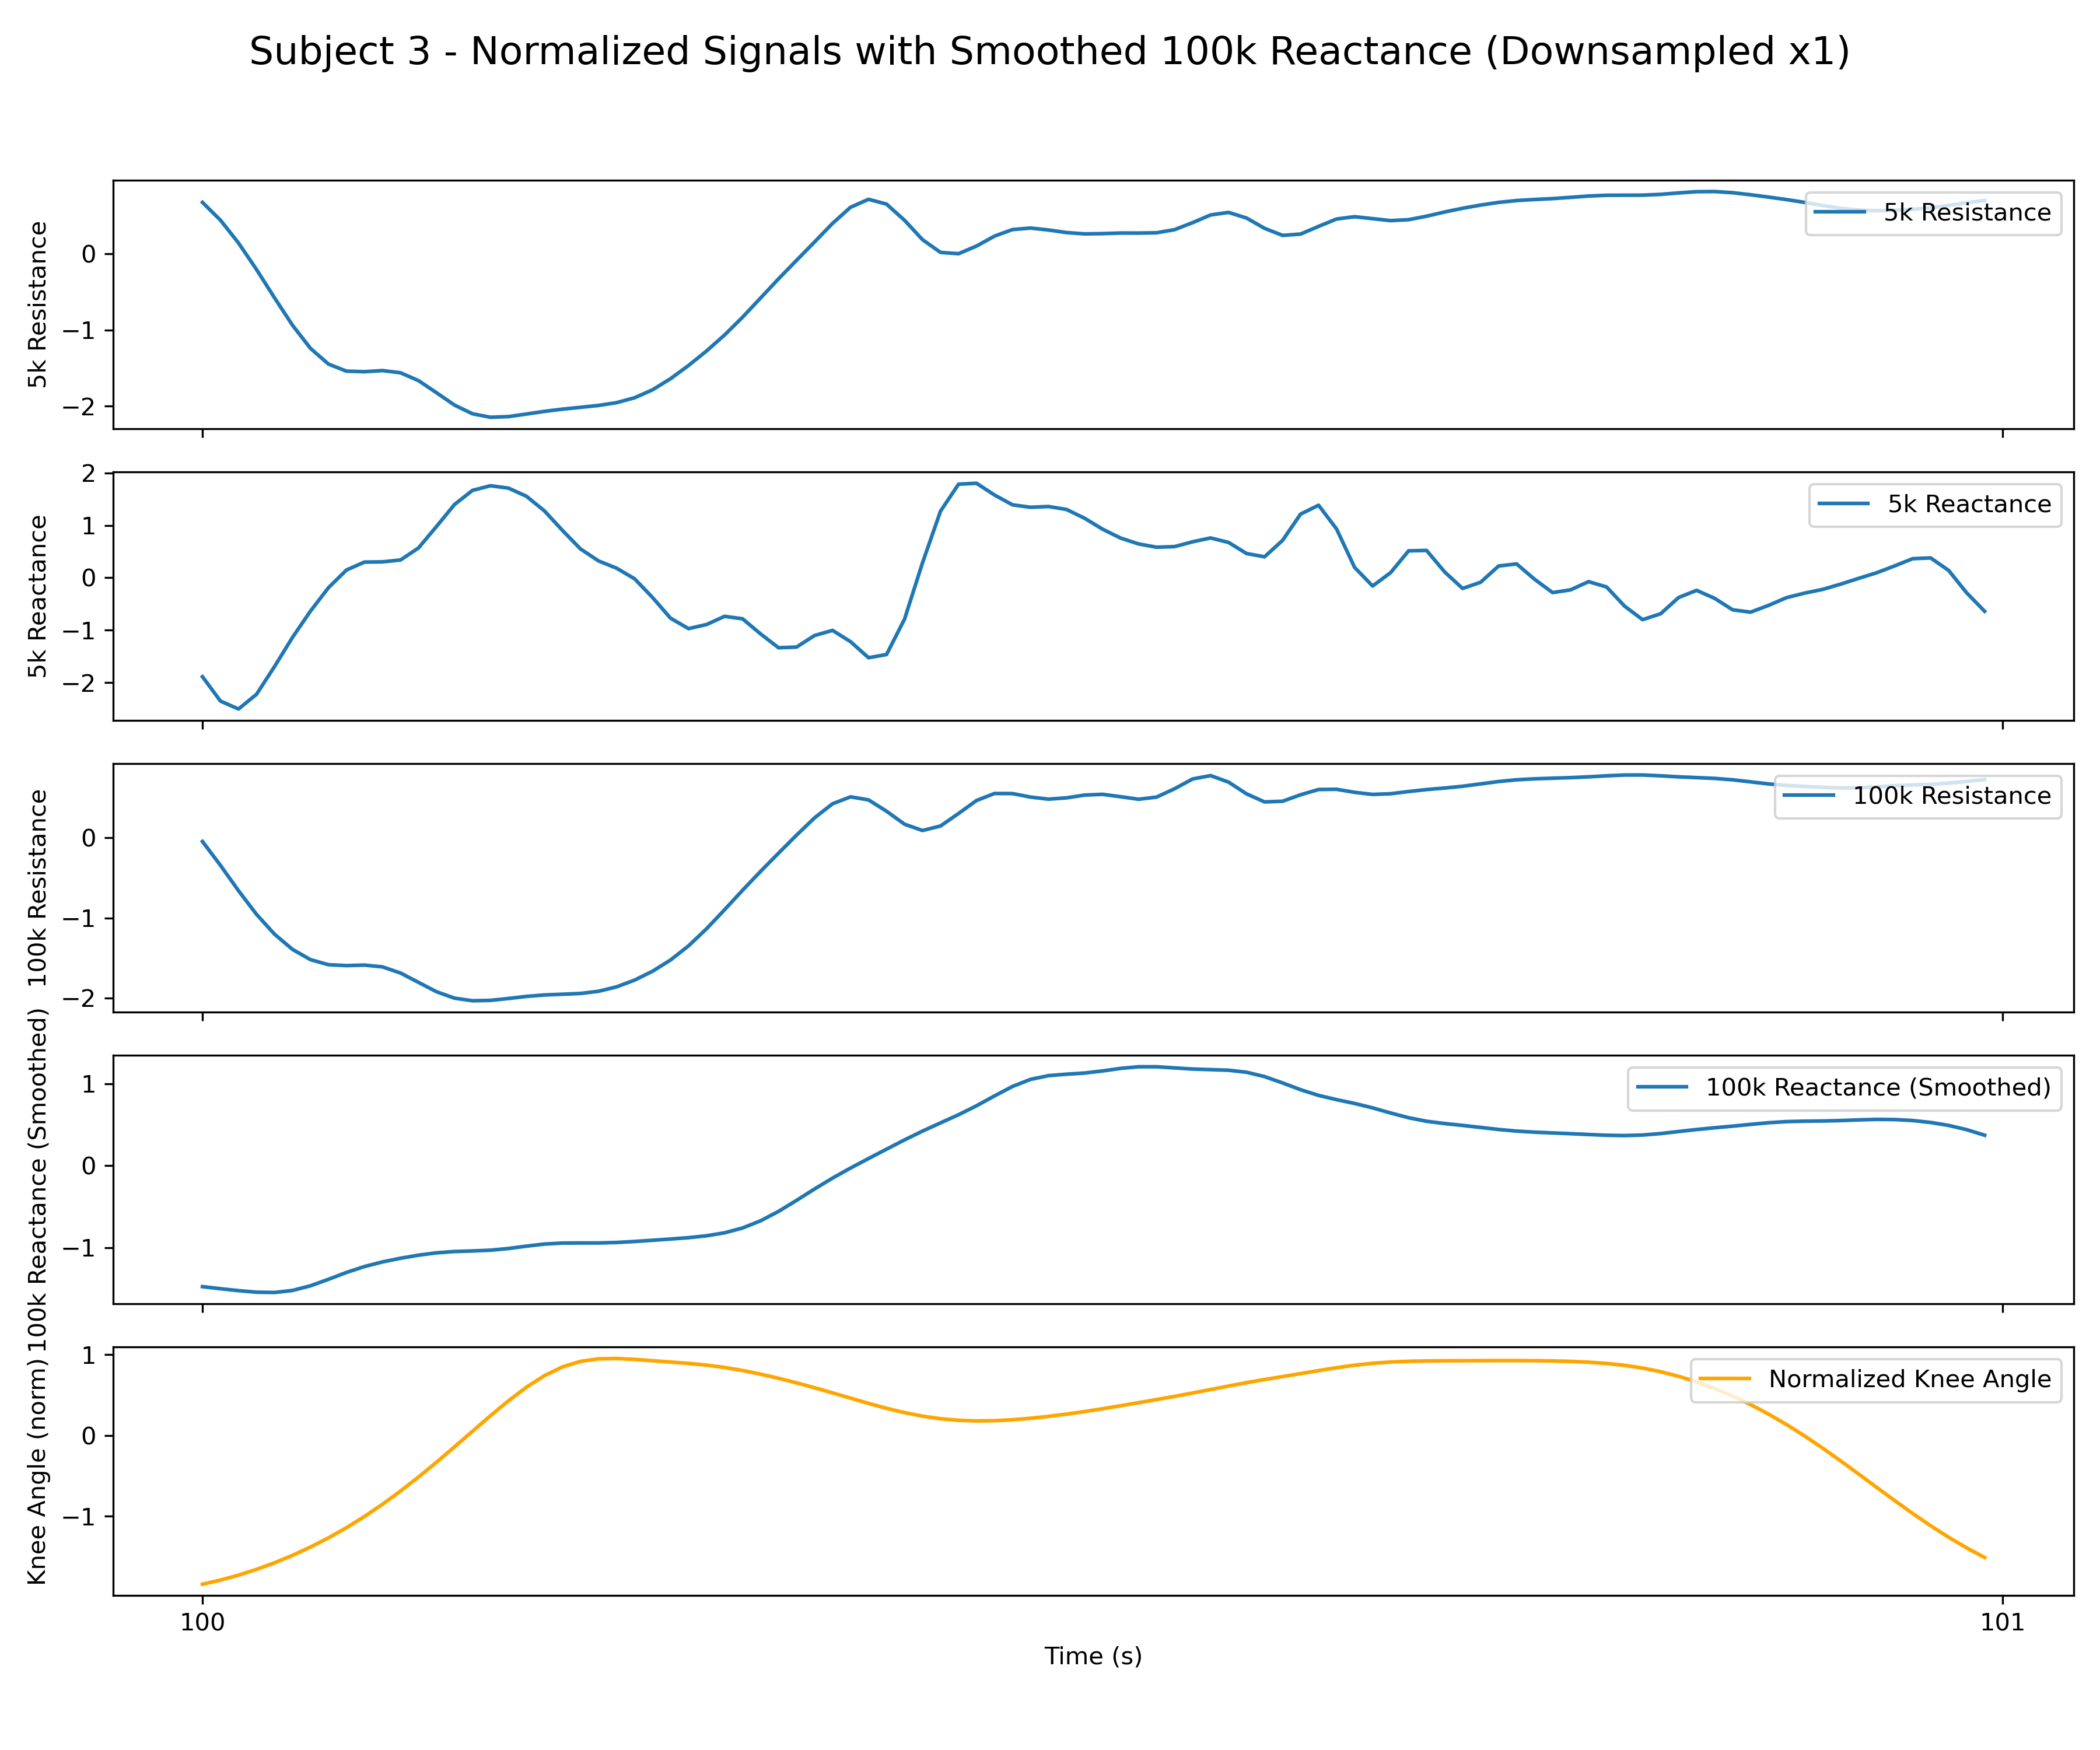 Subject 3 - Normalized Signals with Smoothed 100k Reactance (Downsampled x1)
5k Resistance
0
−1
−2
5k Resistance
5k Reactance
2
1
0
−1
−2
5k Reactance
100k Resistance
0
−1
−2
100k Resistance
100k Reactance (Smoothed)
1
0
−1
100k Reactance (Smoothed)
Knee Angle (norm)
1
0
−1
Normalized Knee Angle
100
101
Time (s)